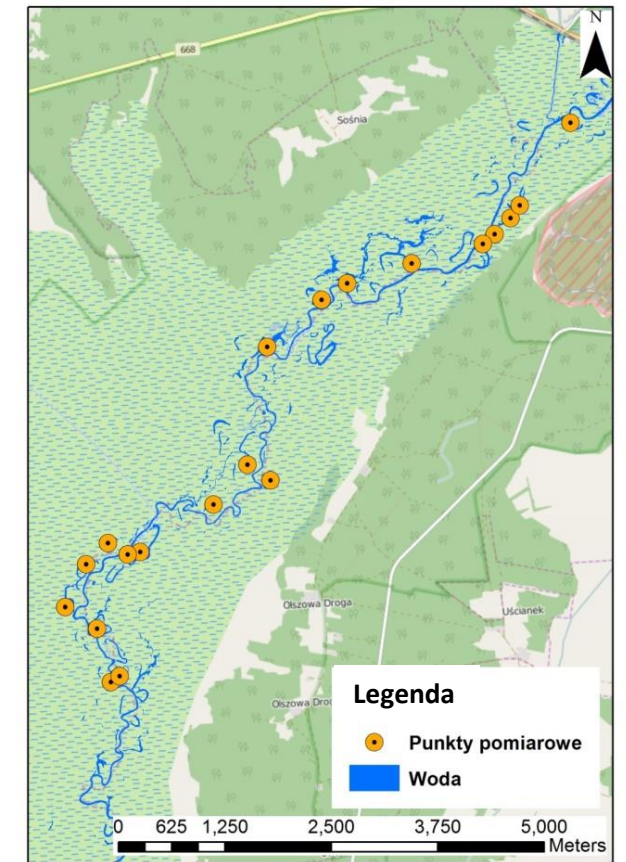 N
668
Sośnia
Olszowa Droga
Uścianek
Olszowa Dro
Legenda
Punkty pomiarowe
Woda
0 625 1,250 2,500 3,750 5,000
Meters